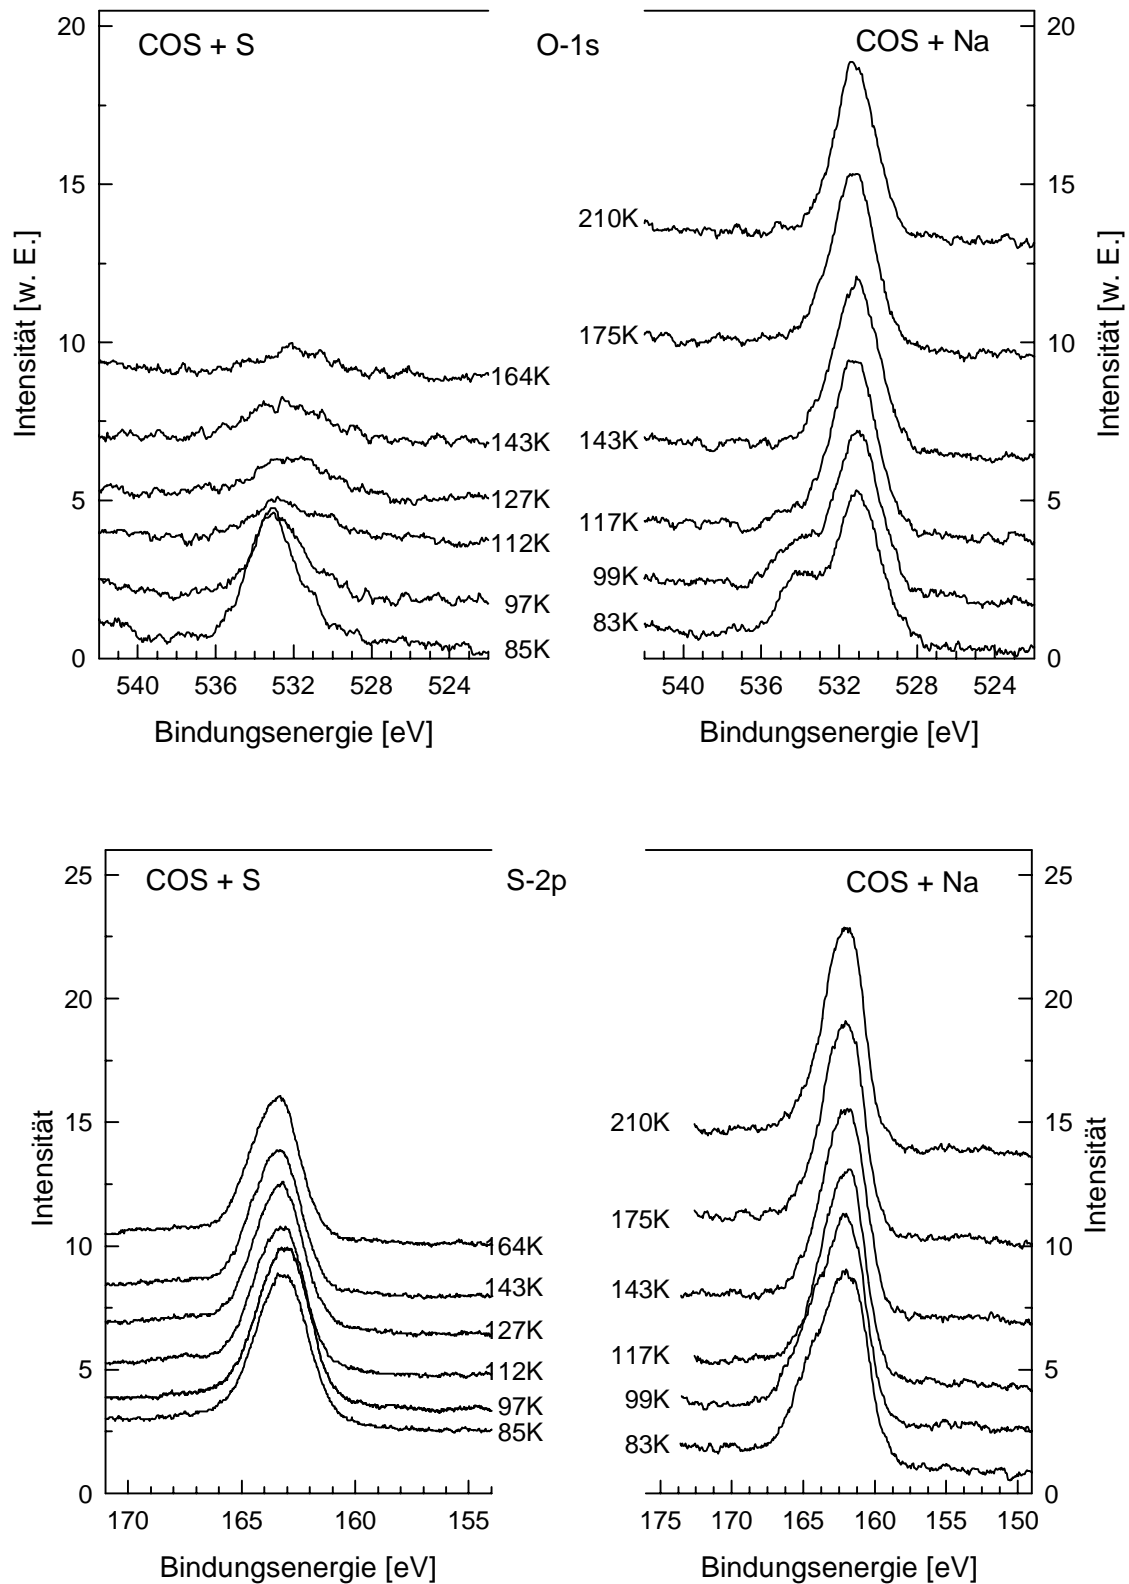 COS + S
O-1s
COS + Na
20
15
10
5
0
Intensität [w. E.]
164K
143K
127K
112K
97K
85K
540 536 532 528 524
Bindungsenergie [eV]
210K
175K
143K
117K
99K
83K
20
15
10
5
0
Intensität [w. E.]
540 536 532 528 524
Bindungsenergie [eV]
COS + S
S-2p
COS + Na
25
20
15
10
5
0
Intensität
164K
143K
127K
112K
97K
85K
170 165 160 155
Bindungsenergie [eV]
210K
175K
143K
117K
99K
83K
25
20
15
10
5
0
Intensität
175 170 165 160 155 150
Bindungsenergie [eV]